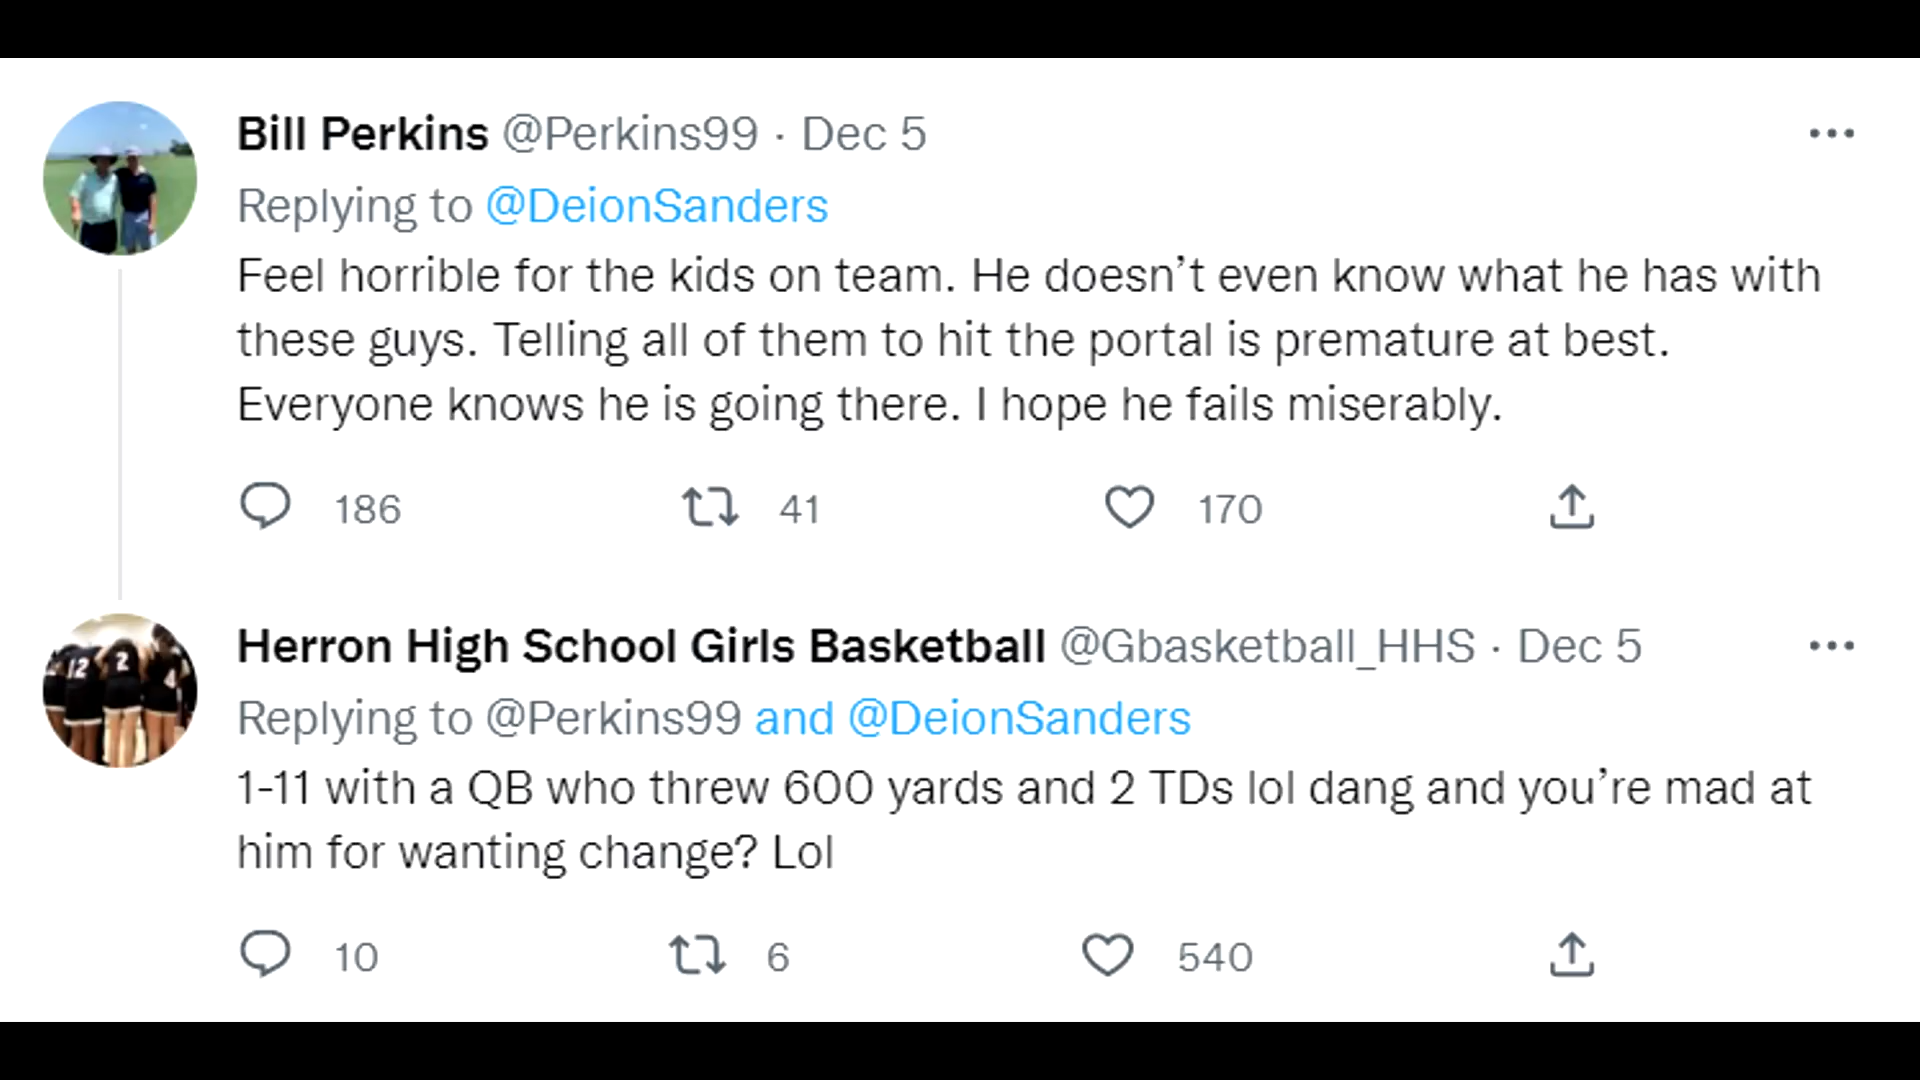 Bill Perkins @Perkins99 · Dec 5
Replying to @DeionSanders
Feel horrible for the kids on team. He doesn’t even know what he has with
these guys. Telling all of them to hit the portal is premature at best.
Everyone knows he is going there. I hope he fails miserably.
186 41 170
12 2 4
Herron High School Girls Basketball @Gbasketball_HHS · Dec 5
Replying to @Perkins99 and @DeionSanders
1-11 with a QB who threw 600 yards and 2 TDs lol dang and you’re mad at
him for wanting change? Lol
10 6 540